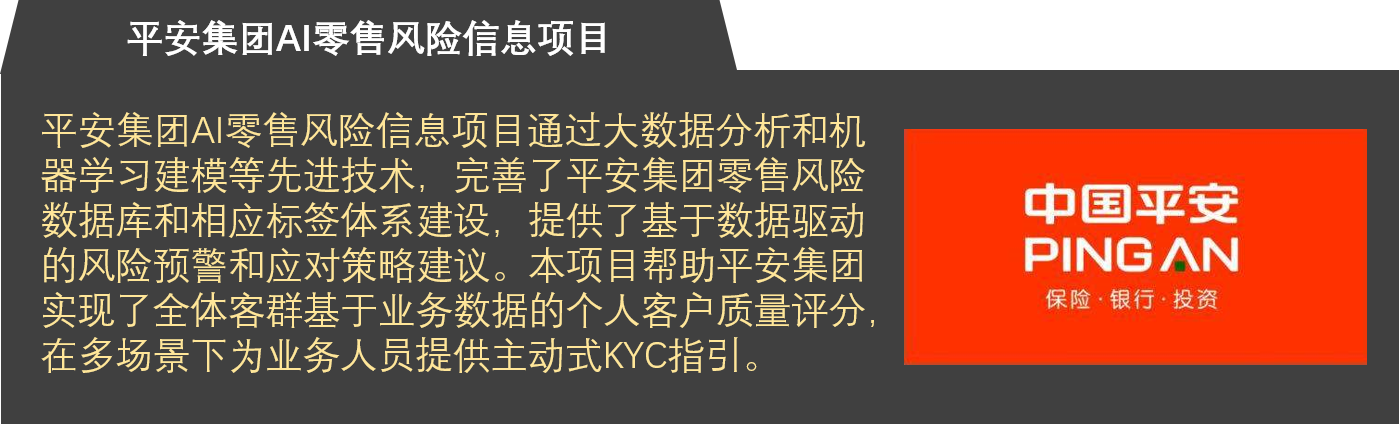 平安集团AI零售风险信息项目
平安集团AI零售风险信息项目通过大数据分析和机
器学习建模等先进技术，完善了平安集团零售风险
数据库和相应标签体系建设，提供了基于数据驱动
的风险预警和应对策略建议。本项目帮助平安集团
实现了全体客群基于业务数据的个人客户质量评分，
在多场景下为业务人员提供主动式KYC指引。
中国平安
PING AN
保险·银行·投资